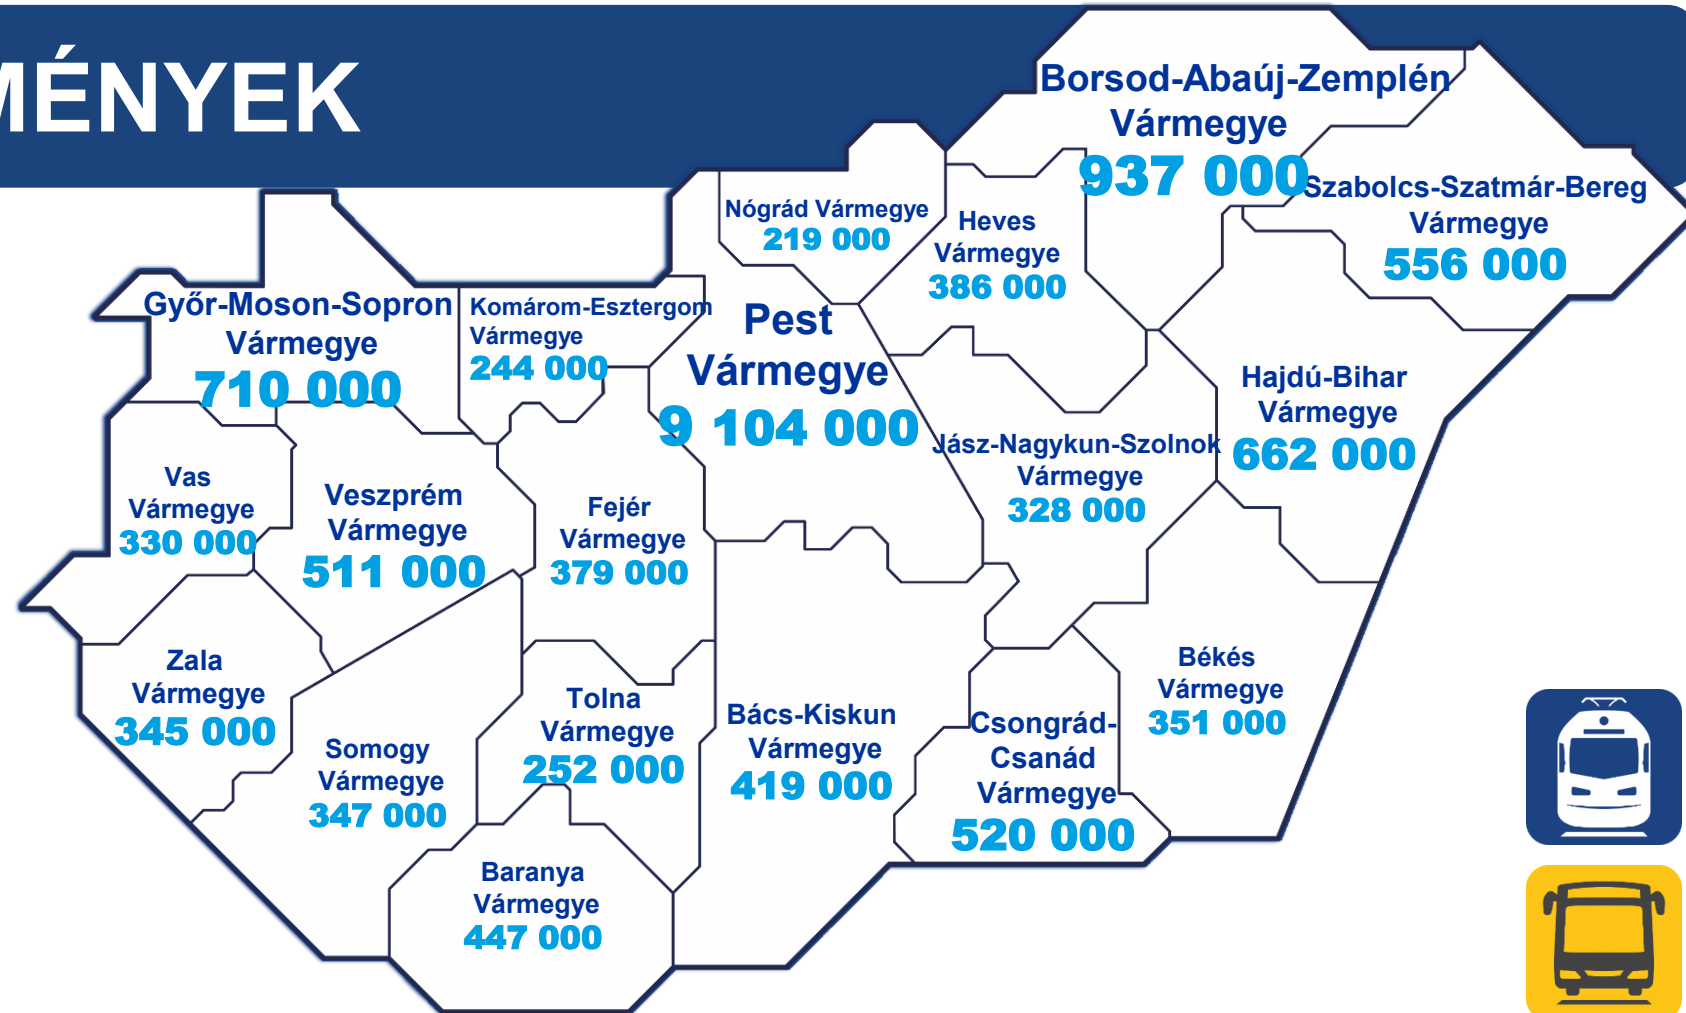 MÉNYEK
Borsod-Abaúj-Zemplén
Vármegye
937 000
Szabolcs-Szatmár-Bereg
Vármegye
556 000
Nógrád Vármegye
219 000
Heves
Vármegye
386 000
Győr-Moson-Sopron
Vármegye
710 000
Komárom-Esztergom
Vármegye
244 000
Pest
Vármegye
9 104 000
Hajdú-Bihar
Vármegye
662 000
Jász-Nagykun-Szolnok
Vármegye
328 000
Vas
Vármegye
330 000
Veszprém
Vármegye
511 000
Fejér
Vármegye
379 000
Zala
Vármegye
345 000
Somogy
Vármegye
347 000
Tolna
Vármegye
252 000
Bács-Kiskun
Vármegye
419 000
Csongrád-
Csanád
Vármegye
520 000
Békés
Vármegye
351 000
Baranya
Vármegye
447 000